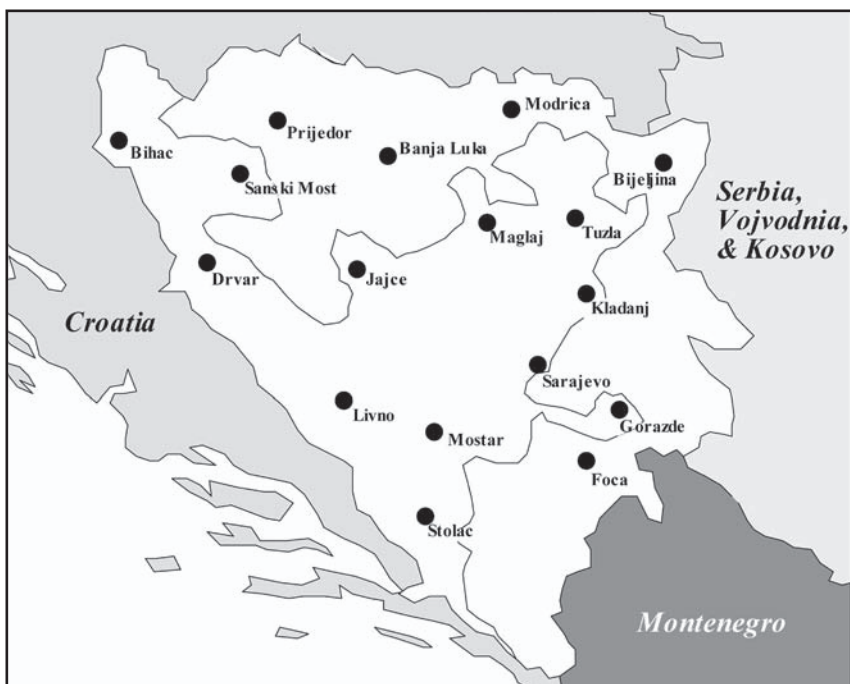 Modrica
Prijedor
Banja Luka
Bihac
Bijeljina
Sanski Most
Serbia,
Vojvodnia,
& Kosovo
Maglaj
Tuzla
Drvar
Jajce
Kladanj
Croatia
Sarajevo
Livno
Gorazde
Mostar
Foca
Stolac
Montenegro